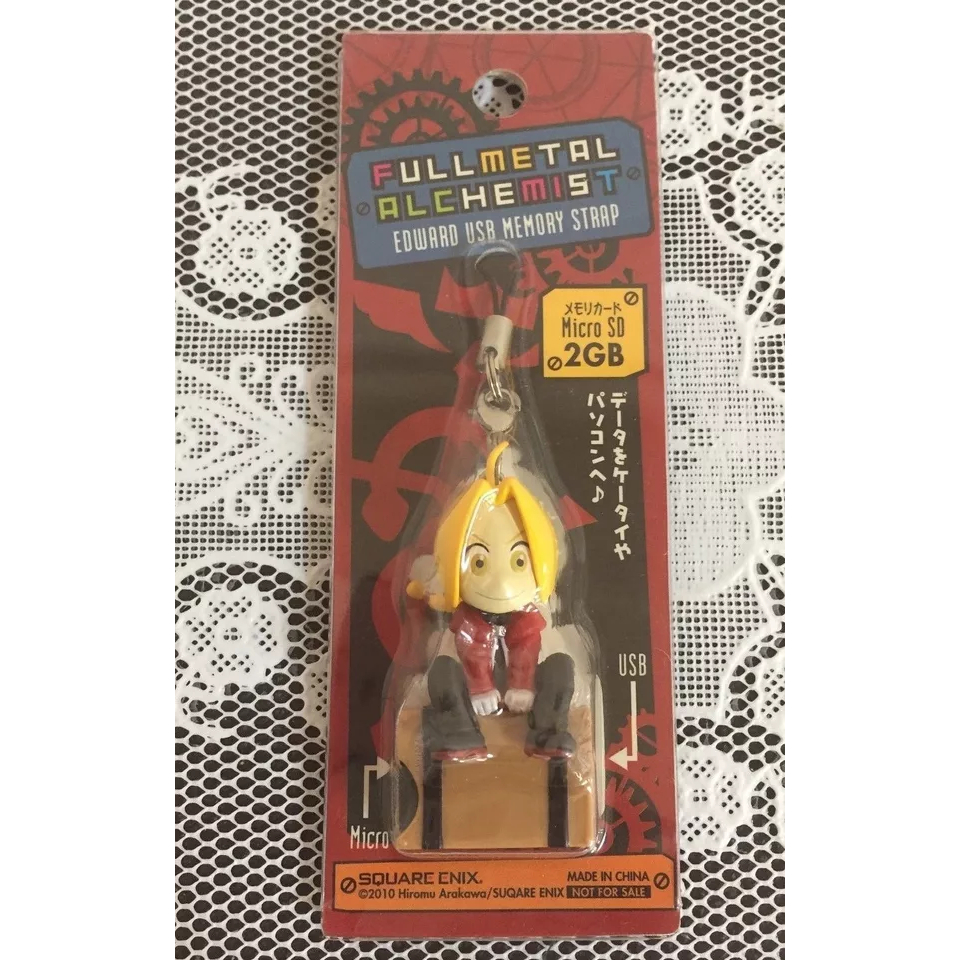 FULLMETAL
ALCHEMIST
EDWARD USB MEMORY STRAP
メモリカード
Micro SD
2GB
データをケータイや
パソコンへ♪
USB
Micro
SQUARE ENIX.
MADE IN CHINA
©2010 Hiromu Arakawa/SUQARE ENIX
NOT FOR SALE